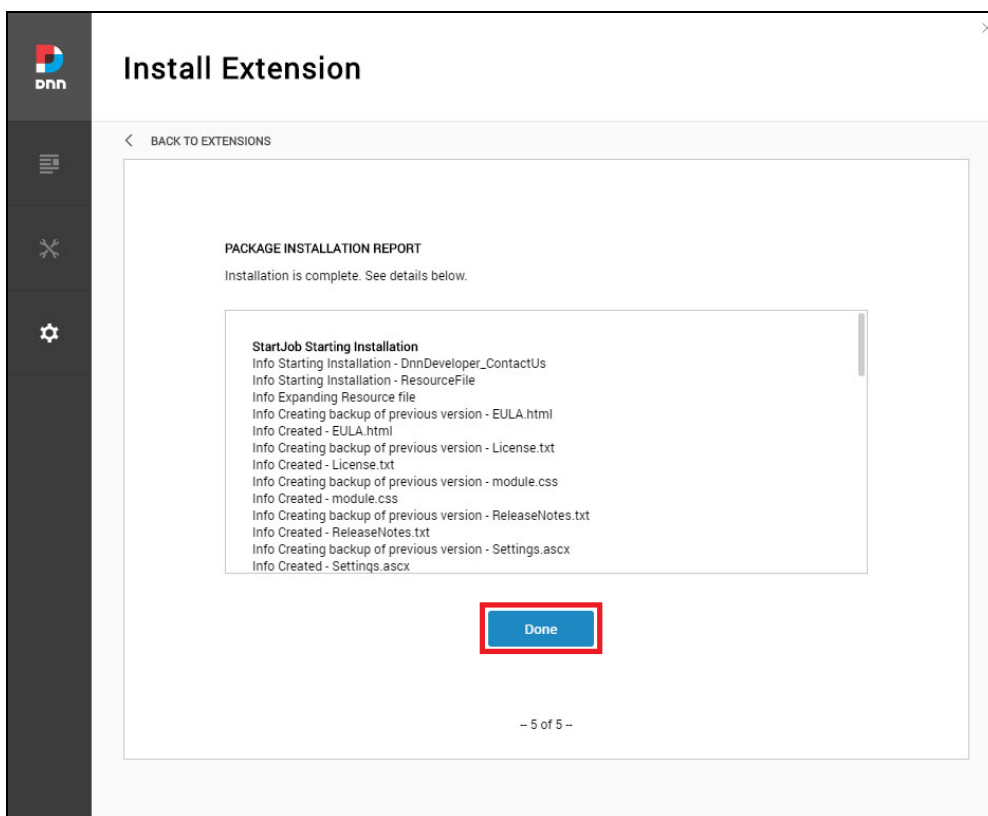 Dnn
Install Extension
BACK TO EXTENSIONS
PACKAGE INSTALLATION REPORT
Installation is complete. See details below.
StartJob Starting Installation
Info Starting Installation - DnnDeveloper_ContactUs
Info Starting Installation - ResourceFile
Info Expanding Resource file
Info Creating backup of previous version - EULA.html
Info Created - EULA.html
Info Creating backup of previous version - License.txt
Info Created - License.txt
Info Creating backup of previous version - module.css
Info Created - module.css
Info Creating backup of previous version - ReleaseNotes.txt
Info Created - ReleaseNotes.txt
Info Creating backup of previous version - Settings.ascx
Info Created - Settings.ascx
Done
-- 5 of 5 --